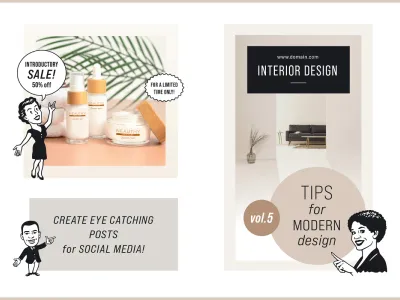 INTRODUCTORY
SALE!
50% off!
FOR A LIMITED
TIME ONLY!
CREATE EYE CATCHING
POSTS
for SOCIAL MEDIA!
www.domain.com
INTERIOR DESIGN
vol.5
TIPS
for
MODERN
design